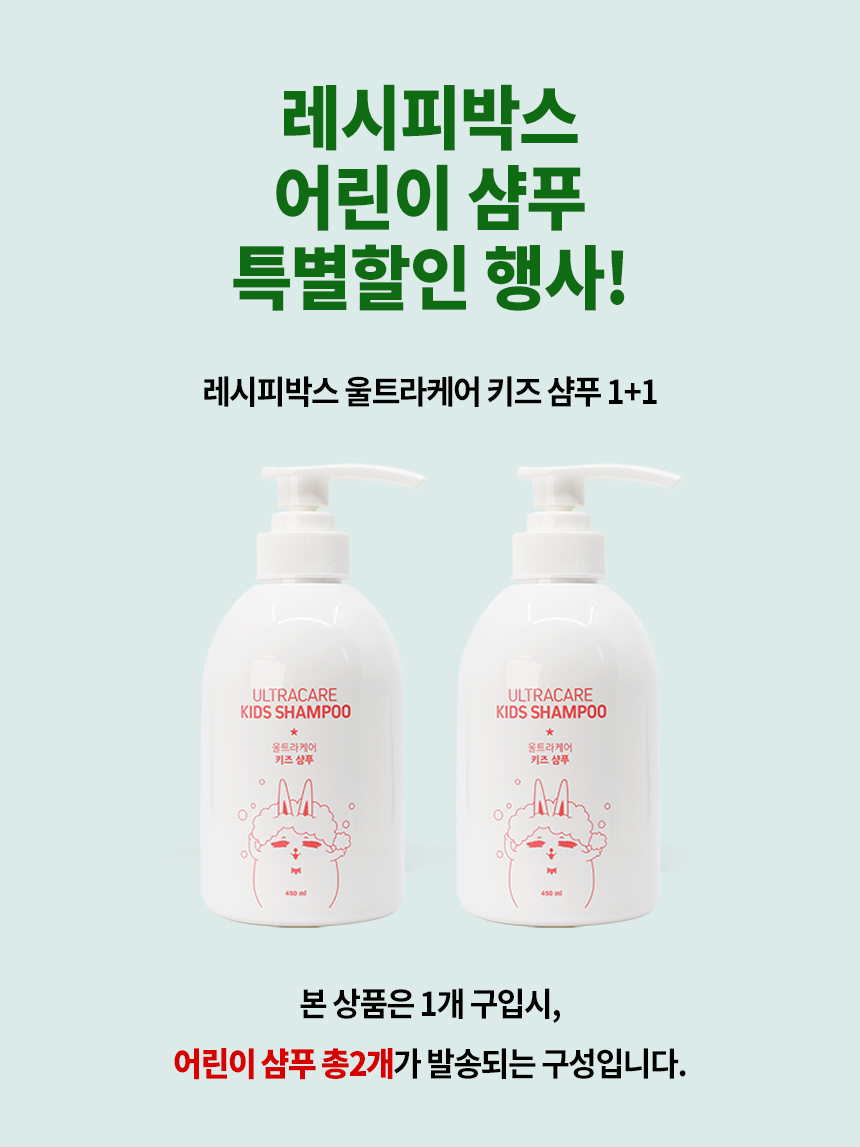 레시피박스
어린이 샴푸
특별할인 행사!
레시피박스 울트라케어 키즈 샴푸 1+1
ULTRACARE
KIDS SHAMPOO
★
울트라케어
키즈 샴푸
450 ml
ULTRACARE
KIDS SHAMPOO
★
울트라케어
키즈 샴푸
450 ml
본 상품은 1개 구입시,
어린이 샴푸 총2개가 발송되는 구성입니다.